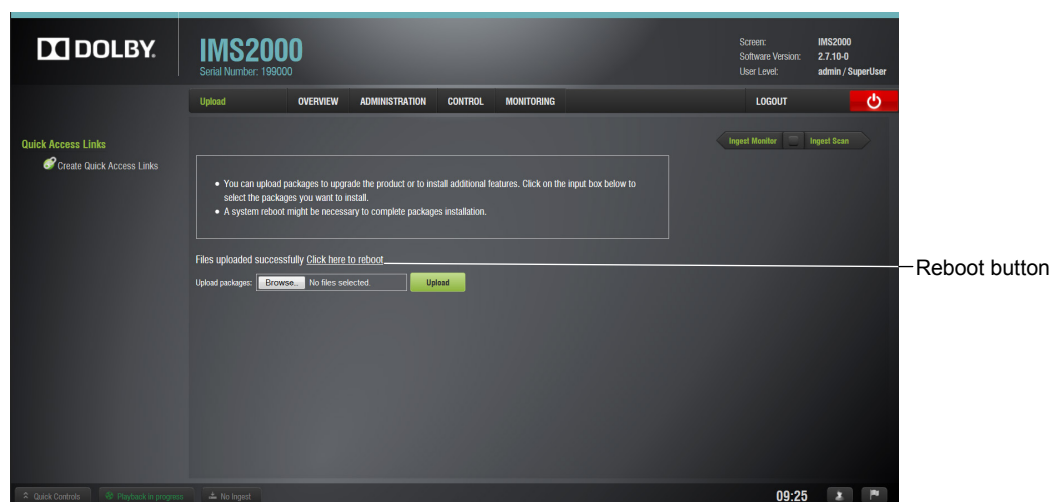 DOLBY.
IMS2000
Serial Number: 199000
Screen: IMS2000
Software Version: 2.7.10-0
User Level: admin / SuperUser
Upload OVERVIEW ADMINISTRATION CONTROL MONITORING LOGOUT
Quick Access Links
Create Quick Access Links
Ingest Monitor Ingest Scan
• You can upload packages to upgrade the product or to install additional features. Click on the input box below to
select the packages you want to install.
• A system reboot might be necessary to complete packages installation.
Files uploaded successfully Click here to reboot
Reboot button
Upload packages: Browse... No files selected. Upload
Quick Controls Playback in progress No Ingest 09:25